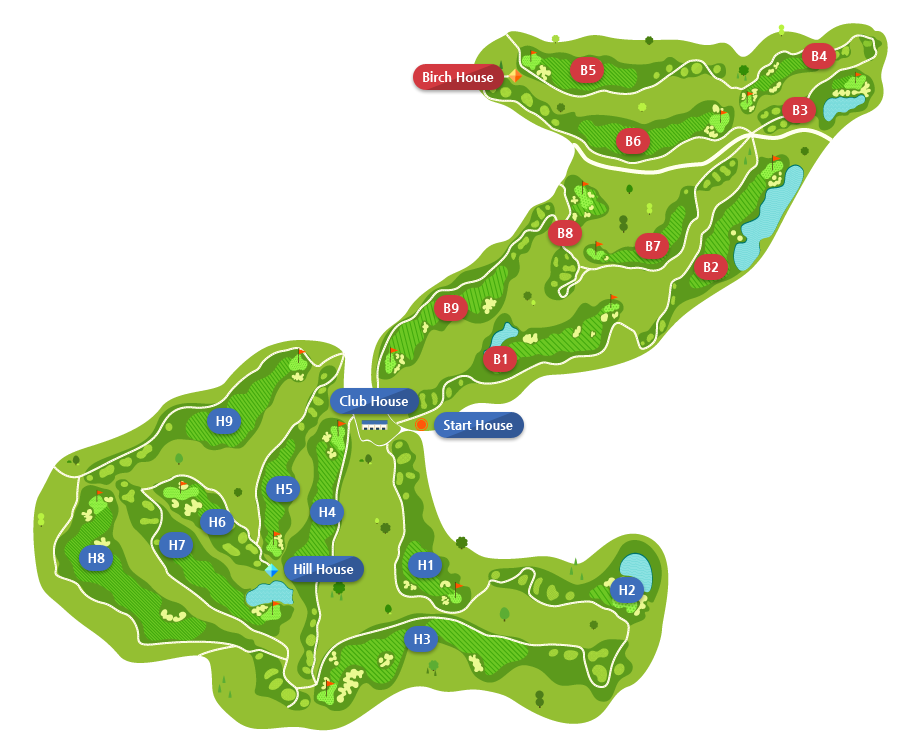 B4
B5
Birch House
B3
B6
B8
B7
B2
B9
B1
Club House
H9
Start House
H5
H4
H6
H7
H8
H1
Hill House
H2
H3